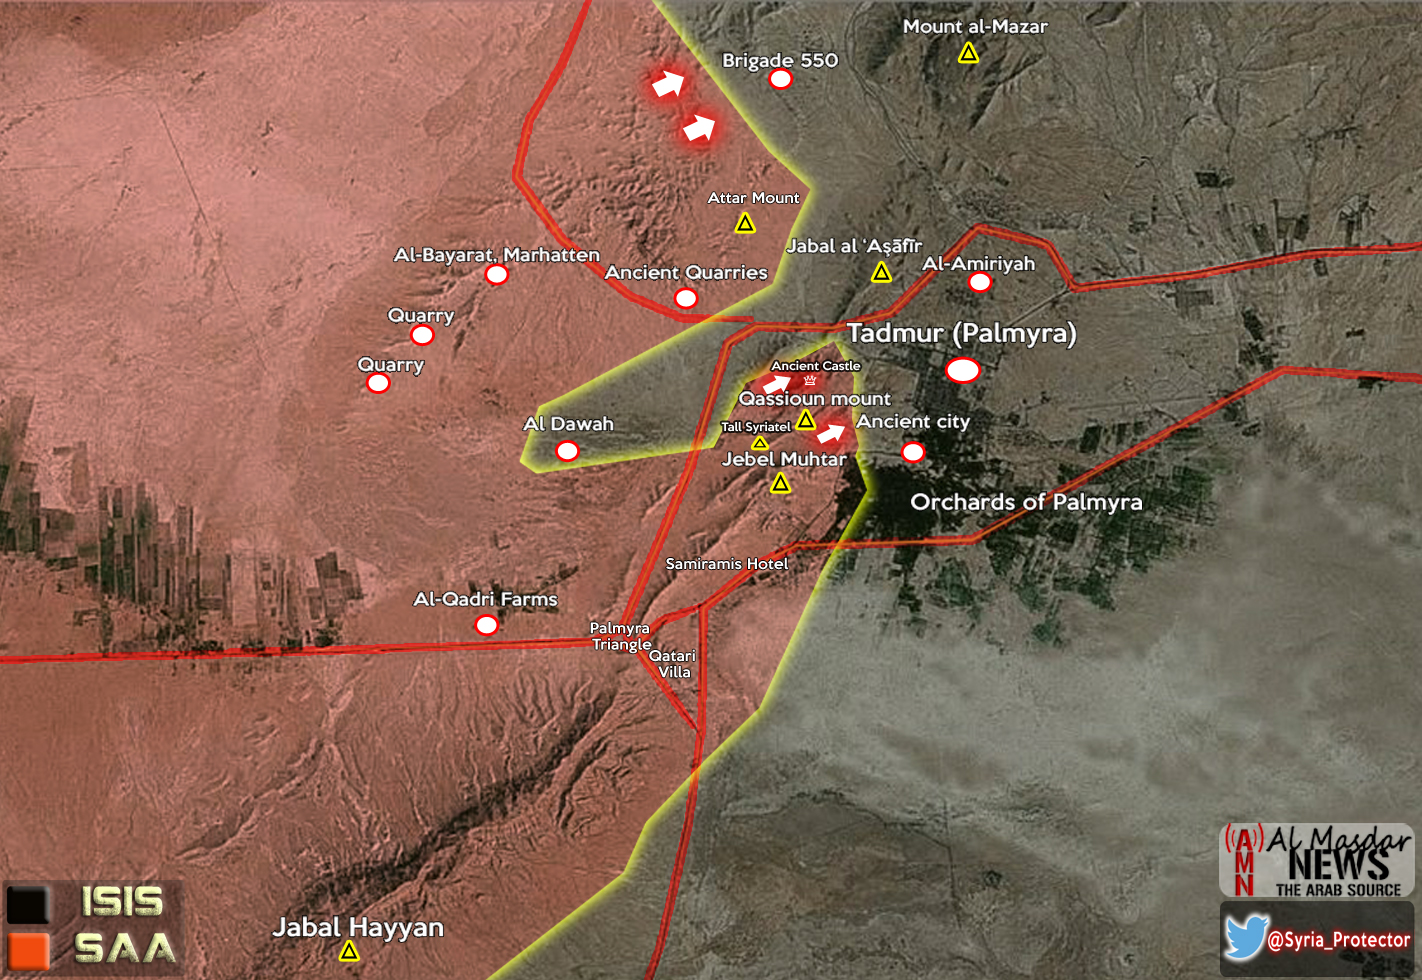 Mount al-Mazar
Brigade 550
Attar Mount
Jabal al ‘Aşāfīr
Al-Bayarat, Marhatten
Ancient Quarries
Al-Amiriyah
Quarry
Tadmur (Palmyra)
Quarry
Ancient Castle
Qassioun mount
Al Dawah
Tall Syriatel
Ancient city
Jebel Muhtar
Orchards of Palmyra
Samiramis Hotel
Al-Qadri Farms
Palmyra
Triangle
Qatari
Villa
Jabal Hayyan
ISIS
SAA
AMN
Al Masdar
NEWS
THE ARAB SOURCE
@Syria_Protector